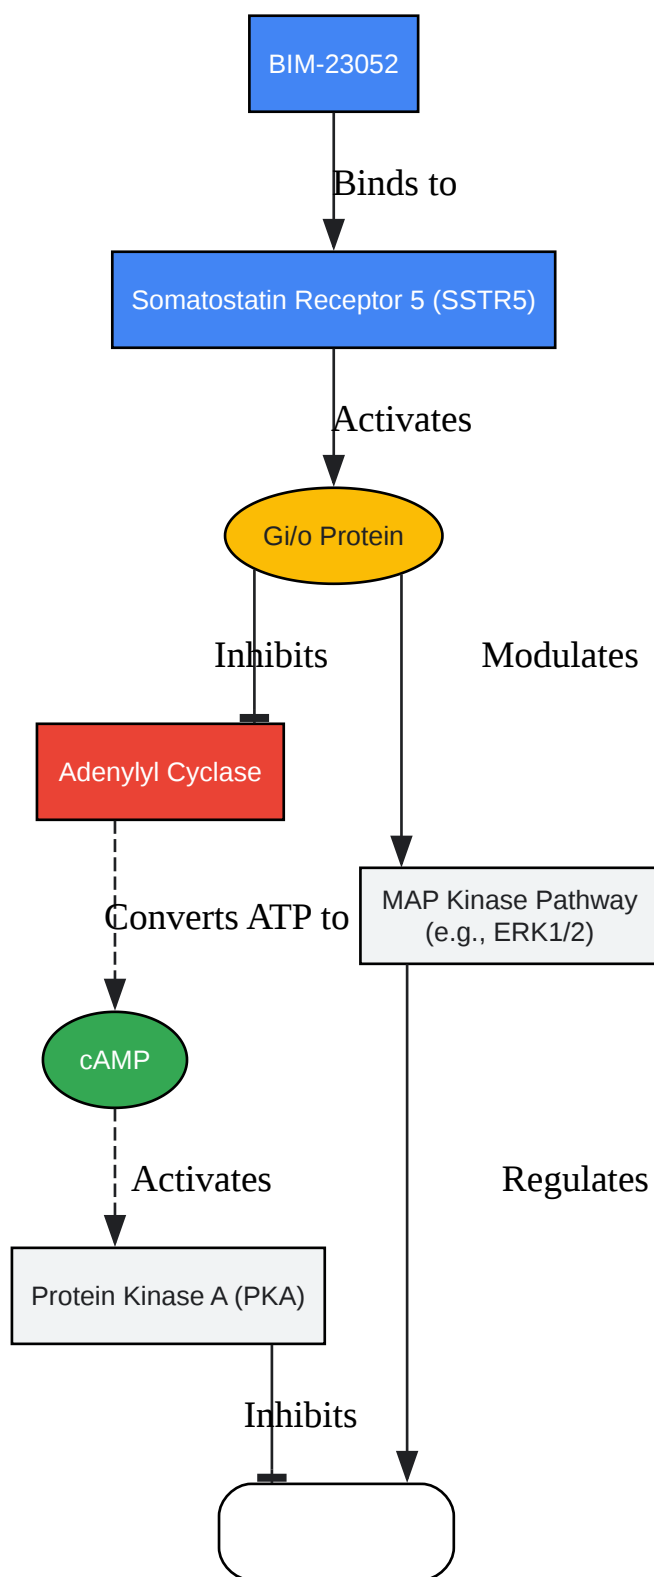 BIM-23052
Binds to
Somatostatin Receptor 5 (SSTR5)
Activates
Gi/o Protein
Inhibits
Modulates
Adenylyl Cyclase
MAP Kinase Pathway
(e.g., ERK1/2)
Converts ATP to
cAMP
Activates
Regulates
Protein Kinase A (PKA)
Inhibits